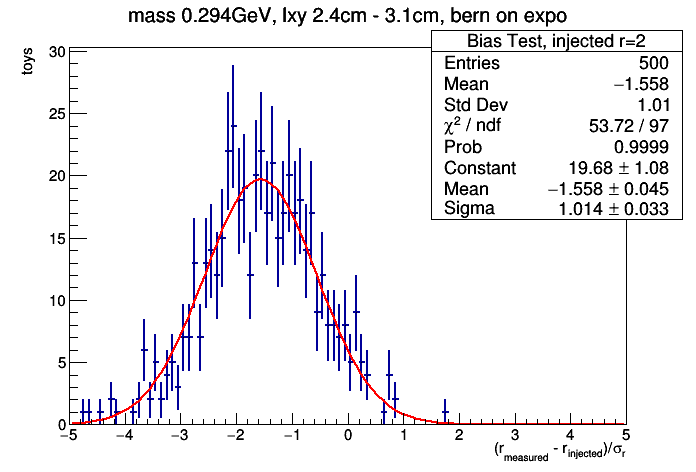 mass 0.294GeV, lxy 2.4cm - 3.1cm, bern on expo
toys
Bias Test, injected r=2
Entries 500
Mean −1.558
Std Dev 1.01
χ² / ndf 53.72 / 97
Prob 0.9999
Constant 19.68 ± 1.08
Mean −1.558 ± 0.045
Sigma 1.014 ± 0.033
30
25
20
15
10
5
0
−5 −4 −3 −2 −1 0 1 2 3 4 5
(r_measured - r_injected)/σ_r